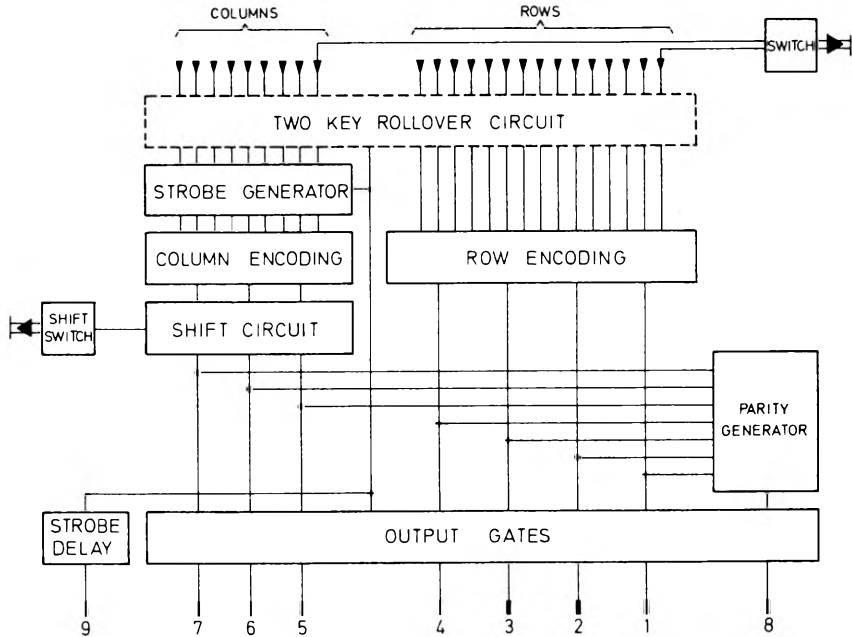 COLUMNS
ROWS
SWITCH
TWO KEY ROLLOVER CIRCUIT
STROBE GENERATOR
COLUMN ENCODING
ROW ENCODING
SHIFT
SWITCH
SHIFT CIRCUIT
PARITY
GENERATOR
STROBE
DELAY
OUTPUT GATES
9 7 6 5 4 3 2 1 8